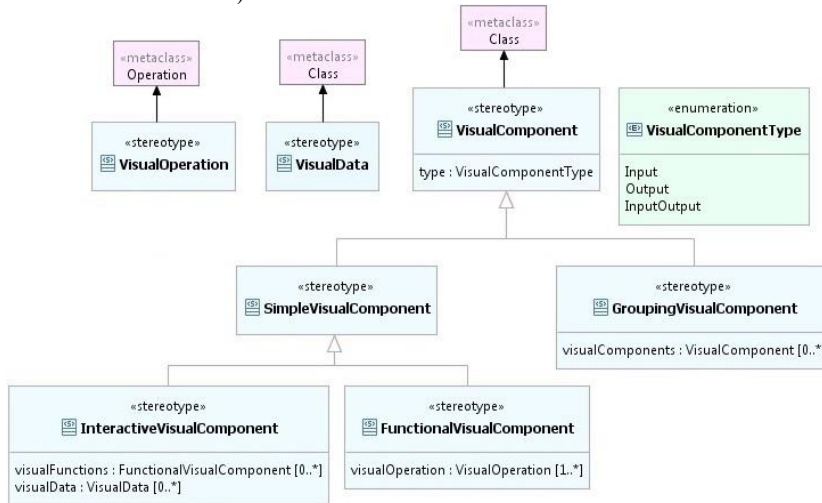 «metaclass»
Class
«metaclass»
Operation
«metaclass»
Class
«stereotype»
VisualOperation
«stereotype»
VisualData
«stereotype»
VisualComponent
type : VisualComponentType
«enumeration»
VisualComponentType
Input
Output
InputOutput
«stereotype»
SimpleVisualComponent
«stereotype»
GroupingVisualComponent
visualComponents : VisualComponent [0..*
«stereotype»
InteractiveVisualComponent
visualFunctions : FunctionalVisualComponent [0..*]
visualData : VisualData [0..*]
«stereotype»
FunctionalVisualComponent
visualOperation : VisualOperation [1..*]